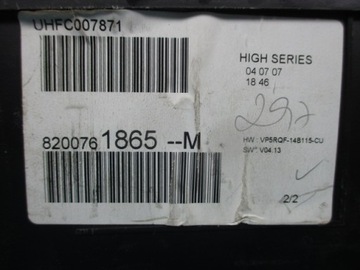 UHFC007871
HIGH SERIES
04 07 07
18 46
297
8200761865 --M
HW : VP5RQF-14B115-CU
SW : V04.13
2/2